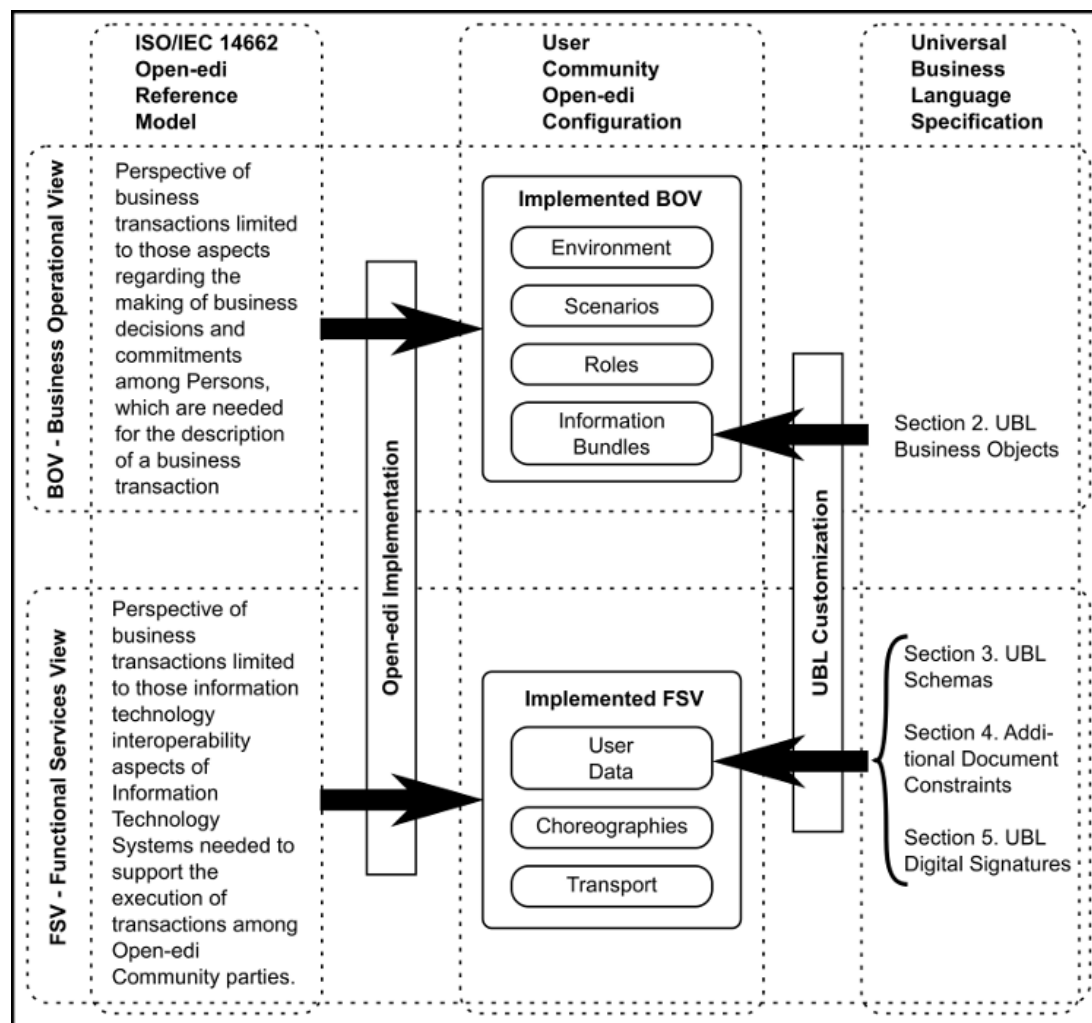 ISO/IEC 14662
Open-edi
Reference
Model
User
Community
Open-edi
Configuration
Universal
Business
Language
Specification
BOV - Business Operational View
Perspective of
business
transactions limited
to those aspects
regarding the
making of business
decisions and
commitments
among Persons,
which are needed
for the description
of a business
transaction
Open-edi Implementation
Implemented BOV
Environment
Scenarios
Roles
Information
Bundles
UBL Customization
Section 2. UBL
Business Objects
FSV - Functional Services View
Perspective of
business
transactions limited
to those information
technology
interoperability
aspects of
Information
Technology
Systems needed to
support the
execution of
transactions among
Open-edi
Community parties.
Implemented FSV
User
Data
Choreographies
Transport
Section 3. UBL
Schemas
Section 4. Addi-
tional Document
Constraints
Section 5. UBL
Digital Signatures